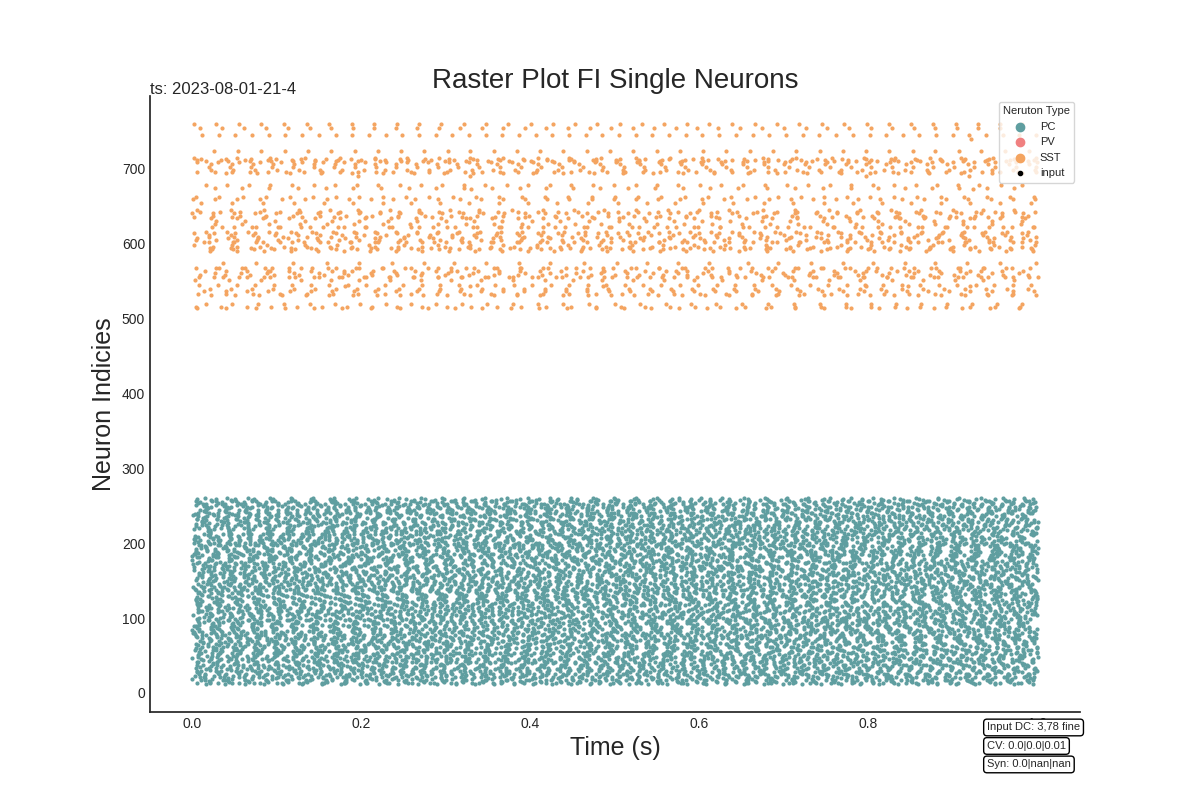 Raster Plot FI Single Neurons
ts: 2023-08-01-21-4
Neruton Type
PC
PV
SST
input
Neuron Indicies
700
600
500
400
300
200
100
0
0.0
0.2
0.4
0.6
0.8
Time (s)
Input DC: 3,78 fine
CV: 0.0|0.0|0.01
Syn: 0.0|nan|nan